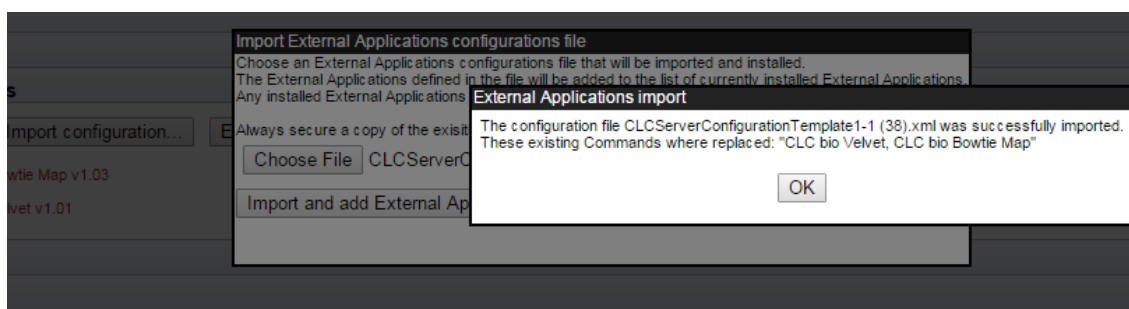 Import External Applications configurations file
Choose an External Applications configurations file that will be imported and installed.
The External Applications defined in the file will be added to the list of currently installed External Applications.
Any installed External Applications
s
Import configuration...
E
Always secure a copy of the exisit
Choose File CLCServerC
wtie Map v1.03
Import and add External Ap
lvet v1.01
External Applications import
The configuration file CLCServerConfigurationTemplate1-1 (38).xml was successfully imported.
These existing Commands where replaced: "CLC bio Velvet, CLC bio Bowtie Map"
OK